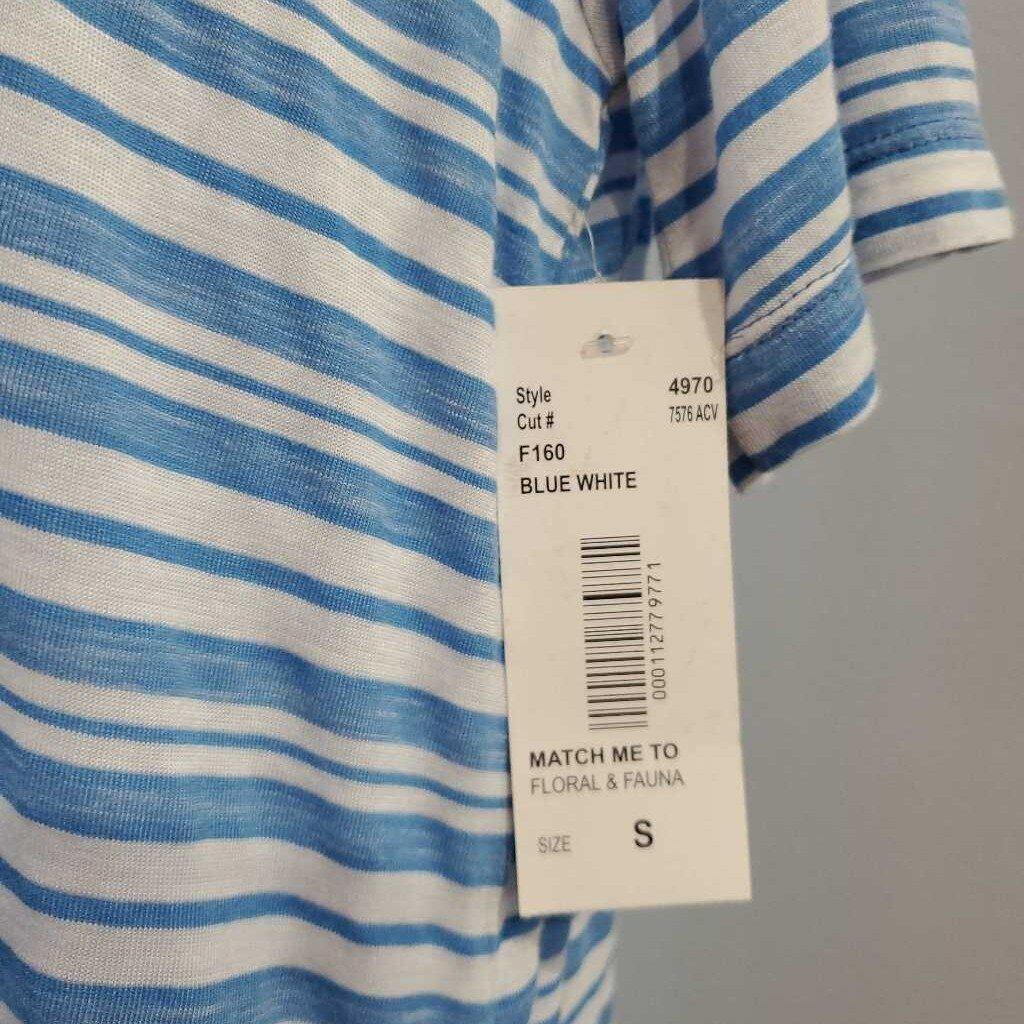 Style 4970
Cut # 7576 ACV
F160
BLUE WHITE
000112779771
MATCH ME TO
FLORAL & FAUNA
SIZE S